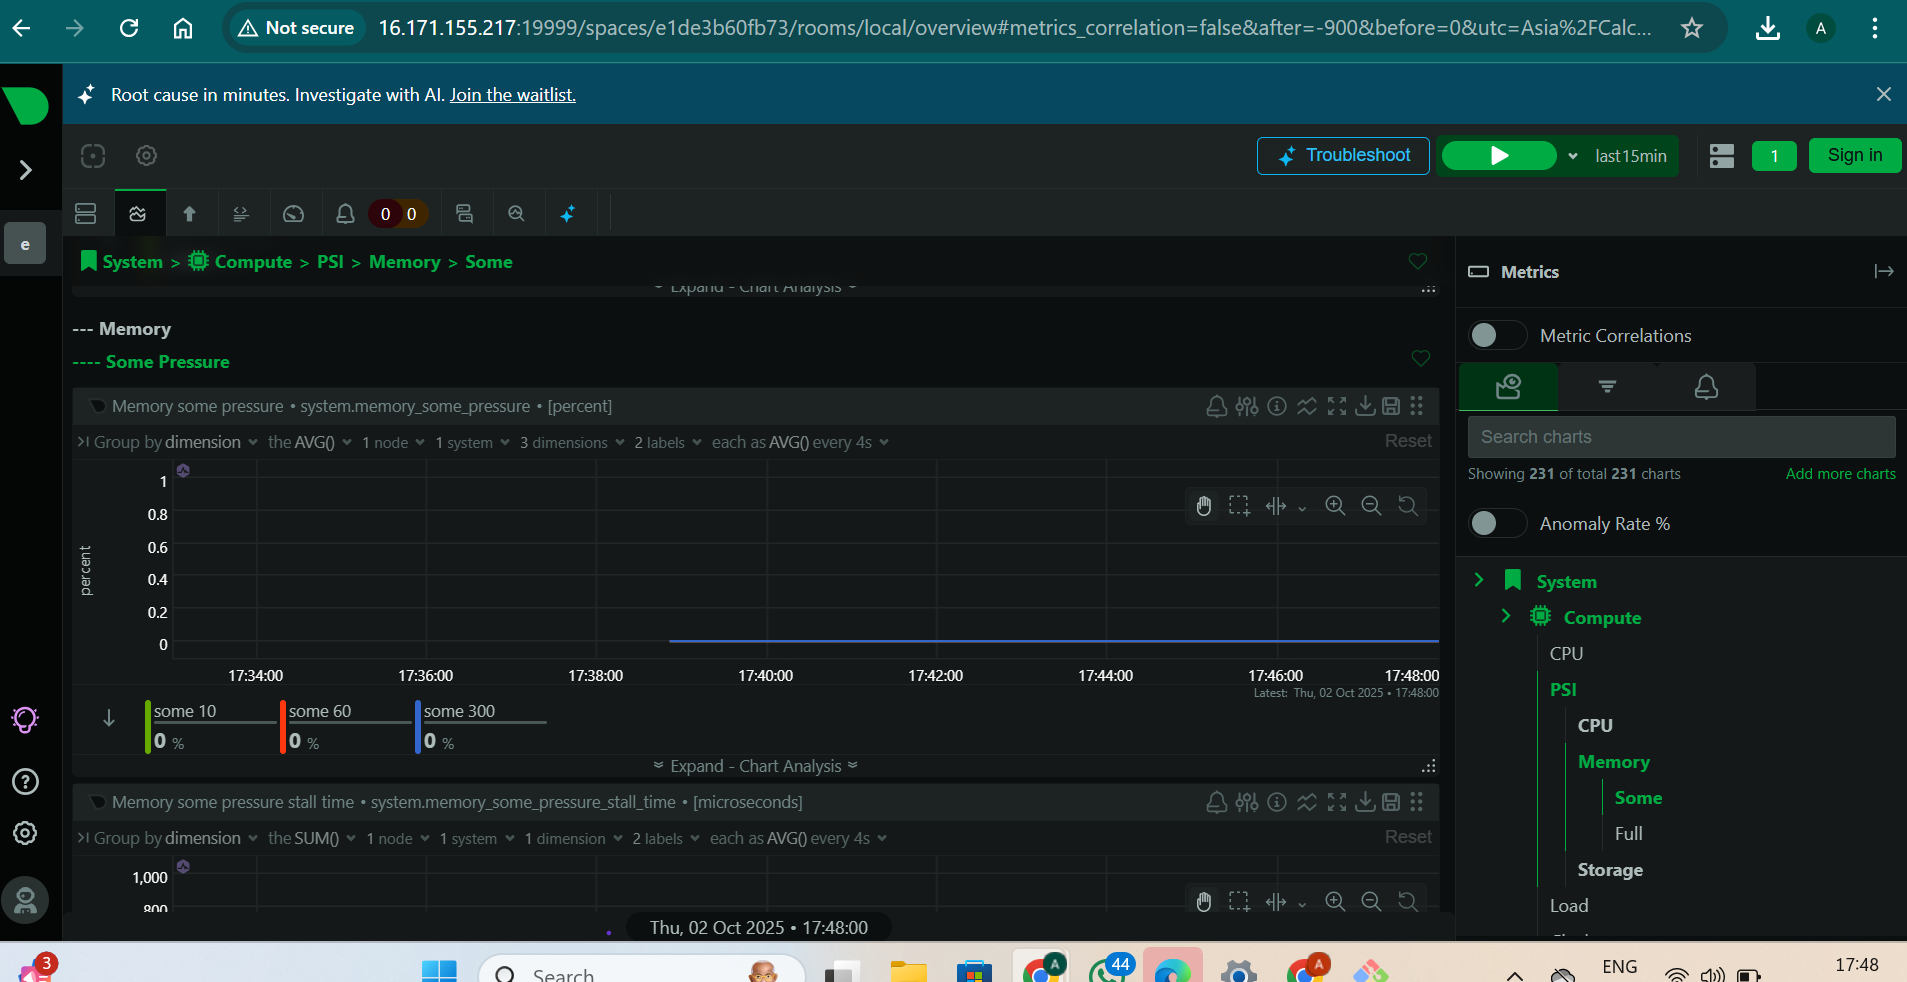 Not secure 16.171.155.217:19999/spaces/e1de3b60fb73/rooms/local/overview#metrics_correlation=false&after=-900&before=0&utc=Asia%2FCalc... A
Root cause in minutes. Investigate with AI. Join the waitlist.
Troubleshoot last15min 1 Sign in
0 0
e
System > Compute > PSI > Memory > Some
Expand - Chart Analysis
--- Memory
---- Some Pressure
Memory some pressure • system.memory_some_pressure • [percent]
Group by dimension the AVG() 1 node 1 system 3 dimensions 2 labels each as AVG() every 4s Reset
percent
1
0.8
0.6
0.4
0.2
0
17:34:00 17:36:00 17:38:00 17:40:00 17:42:00 17:44:00 17:46:00 17:48:00
Latest: Thu, 02 Oct 2025 • 17:48:00
some 10 some 60 some 300
0 % 0 % 0 %
Expand - Chart Analysis
Memory some pressure stall time • system.memory_some_pressure_stall_time • [microseconds]
Group by dimension the SUM() 1 node 1 system 1 dimension 2 labels each as AVG() every 4s Reset
1,000
800
Thu, 02 Oct 2025 • 17:48:00
Metrics
Metric Correlations
Search charts
Showing 231 of total 231 charts Add more charts
Anomaly Rate %
System
Compute
CPU
PSI
CPU
Memory
Some
Full
Storage
Load
3 Search A 44 A ENG 17:48